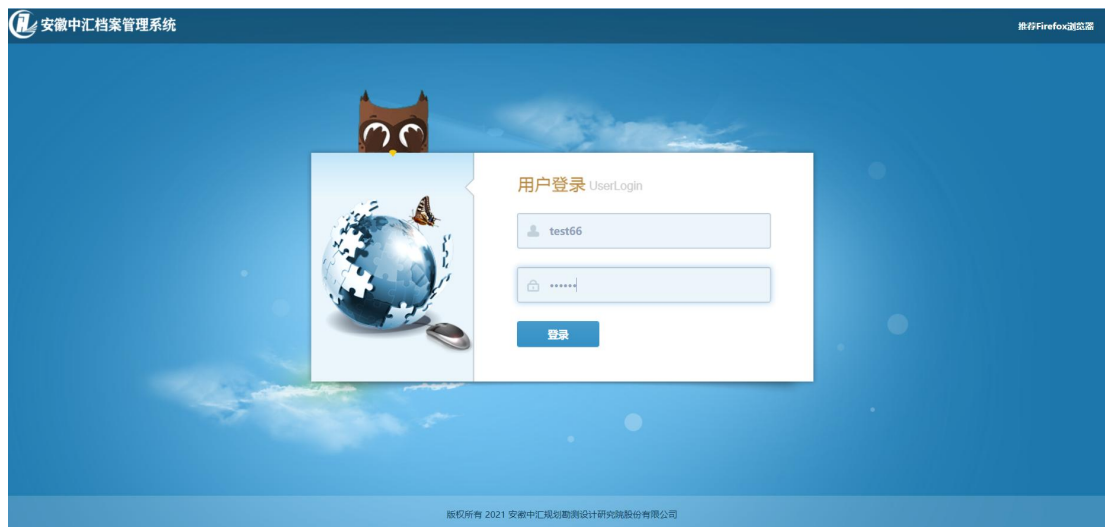 安徽中汇档案管理系统
推荐Firefox浏览器
用户登录 UserLogin
test66
••••••
登录
版权所有 2021 安徽中汇规划勘测设计研究院股份有限公司